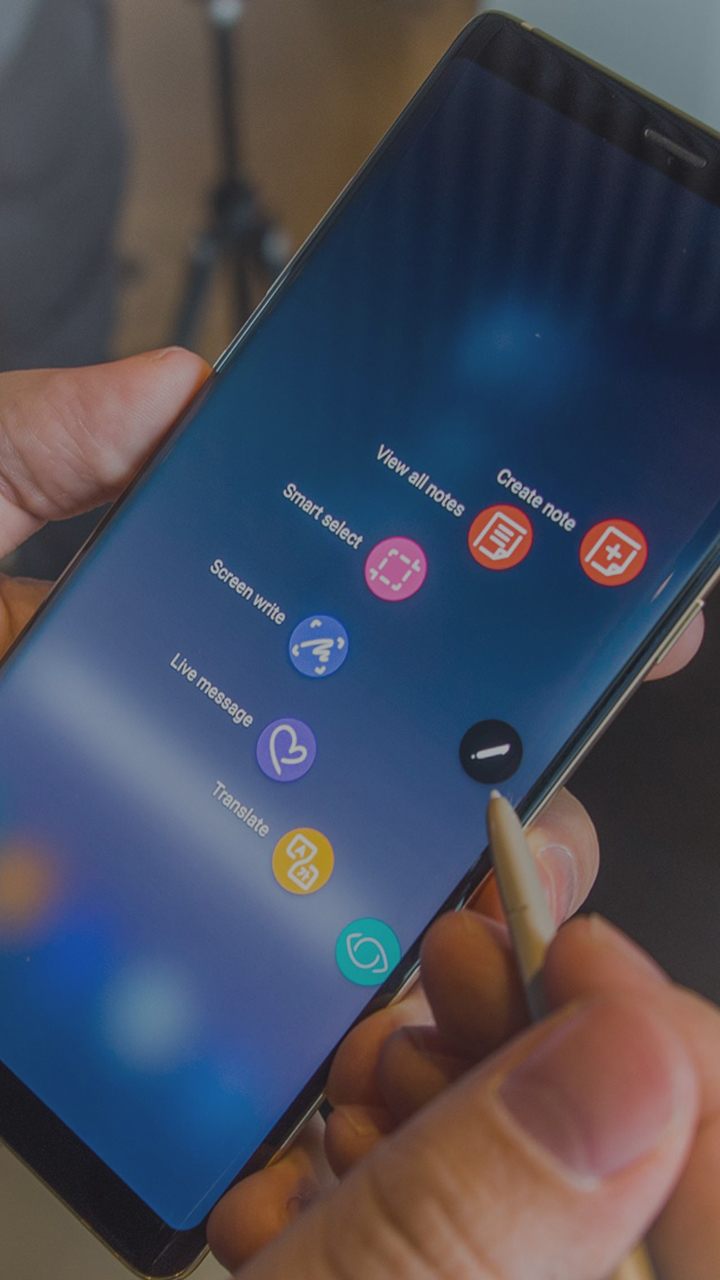 Create note
View all notes
Smart select
Screen write
Live message
Translate